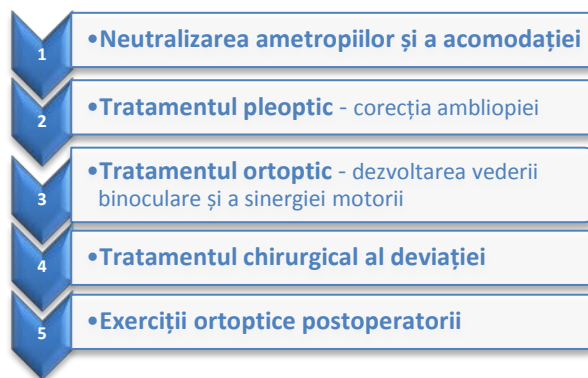 1
•Neutralizarea ametropiilor și a acomodației
2
•Tratamentul pleoptic - corecția ambliopiei
3
•Tratamentul ortoptic - dezvoltarea vederii
binoculare și a sinergiei motorii
4
•Tratamentul chirurgical al deviației
5
•Exerciții ortoptice postoperatorii